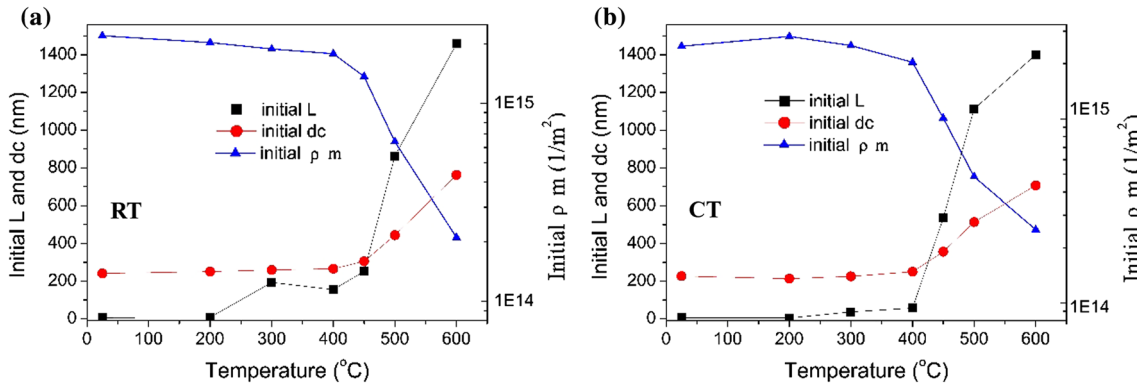 (a)
1400
1200
1000
800
600
400
200
0
Initial L and dc (nm)
initial L
initial dc
initial ρ m
RT
1E15
1E14
Initial ρ m (1/m²)
0 100 200 300 400 500 600
Temperature (°C)
(b)
1400
1200
1000
800
600
400
200
0
Initial L and dc (nm)
initial L
initial dc
initial ρ m
CT
1E15
1E14
Initial ρ m (1/m²)
0 100 200 300 400 500 600
Temperature (°C)